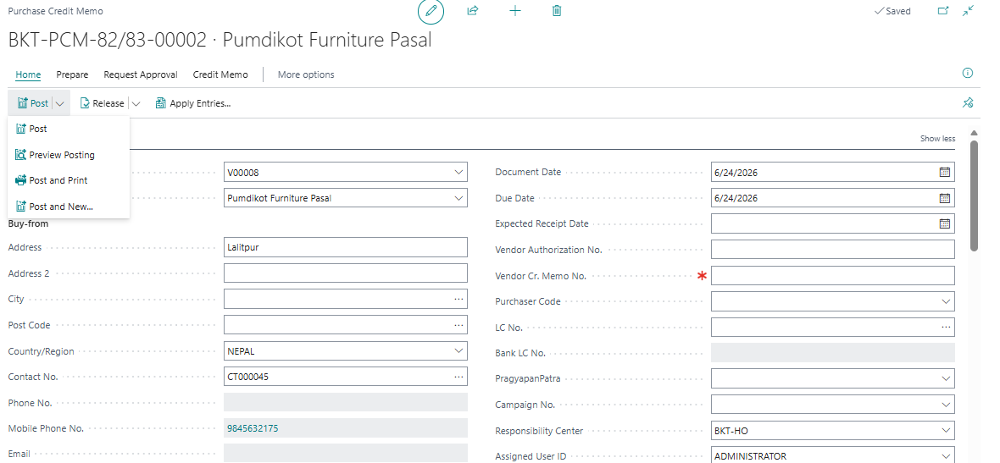 Purchase Credit Memo
Saved
BKT-PCM-82/83-00002 · Pumdikot Furniture Pasal
Home Prepare Request Approval Credit Memo More options
Post Release Apply Entries...
Post
Preview Posting
Post and Print
Post and New...
Show less
V00008
Pumdikot Furniture Pasal
Buy-from
Address Lalitpur
Address 2
City ...
Post Code ...
Country/Region NEPAL
Contact No. CT000045 ...
Phone No.
Mobile Phone No. 9845632175
Email
Document Date 6/24/2026
Due Date 6/24/2026
Expected Receipt Date
Vendor Authorization No.
Vendor Cr. Memo No. *
Purchaser Code
LC No. ...
Bank LC No.
PragyapanPatra
Campaign No.
Responsibility Center BKT-HO
Assigned User ID ADMINISTRATOR